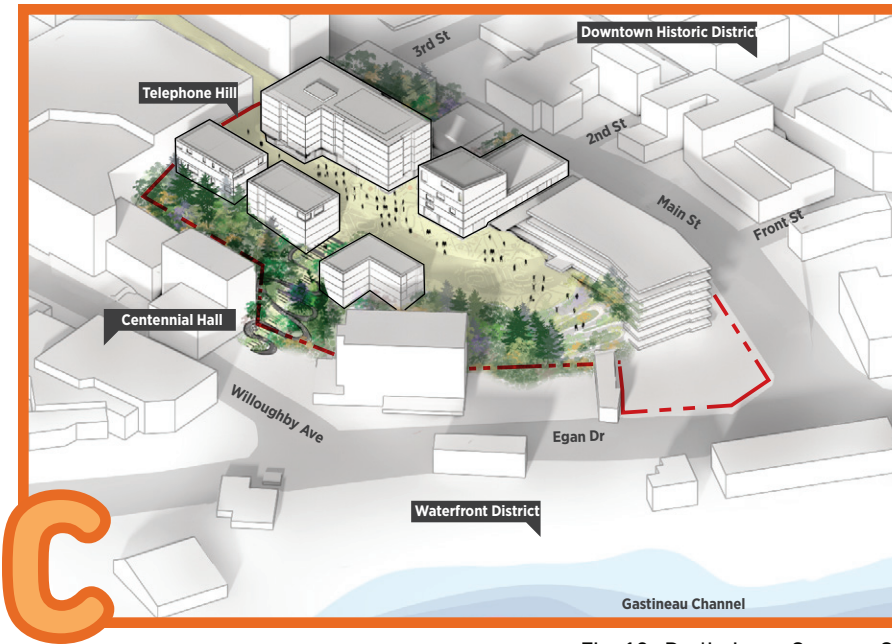 3rd St
Downtown Historic District
Telephone Hill
2nd St
Main St
Front St
Centennial Hall
Willoughby Ave
Egan Dr
Waterfront District
C
Gastineau Channel